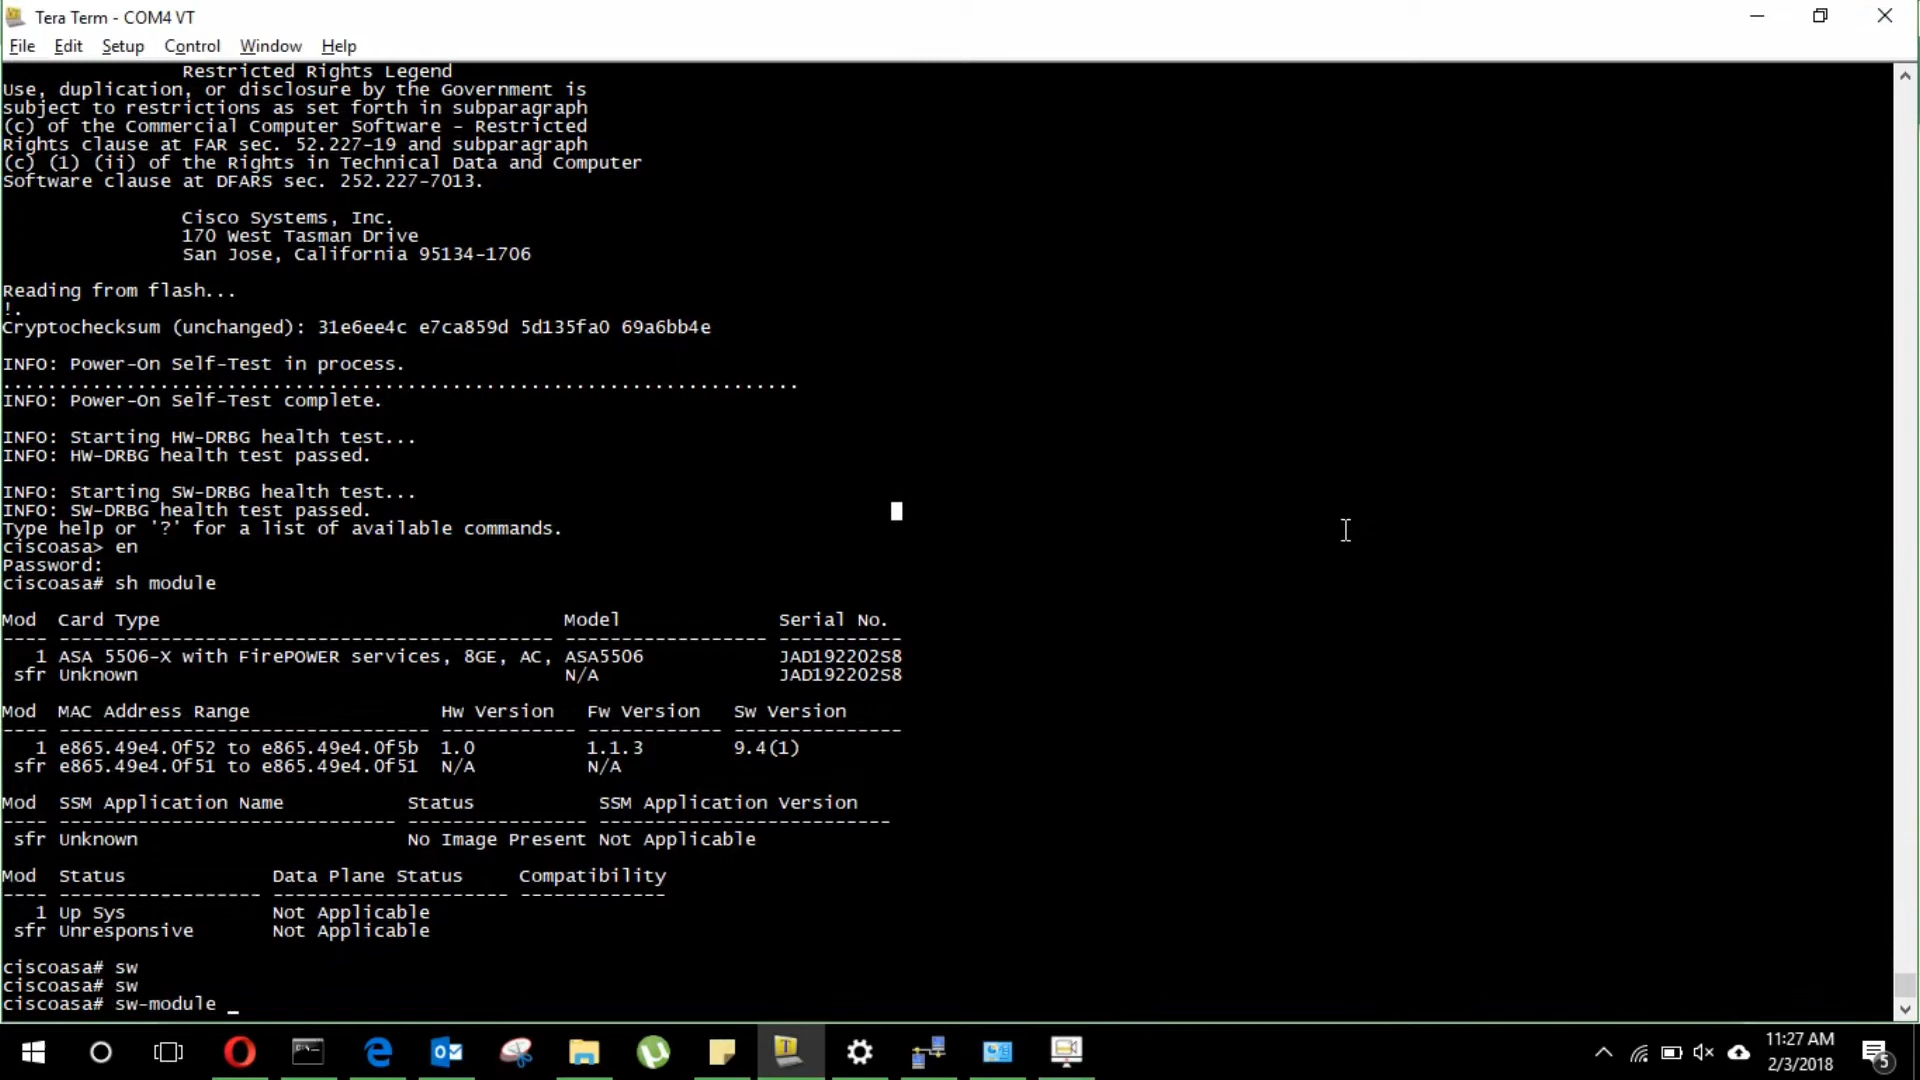 Tera Term - COM4 VT
File Edit Setup Control Window Help
Restricted Rights Legend
Use, duplication, or disclosure by the Government is
subject to restrictions as set forth in subparagraph
(c) of the Commercial Computer Software - Restricted
Rights clause at FAR sec. 52.227-19 and subparagraph
(c) (1) (ii) of the Rights in Technical Data and Computer
Software clause at DFARS sec. 252.227-7013.
Cisco Systems, Inc.
170 West Tasman Drive
San Jose, California 95134-1706
Reading from flash...
!.
Cryptochecksum (unchanged): 31e6ee4c e7ca859d 5d135fa0 69a6bb4e
INFO: Power-On Self-Test in process.
.......................................................................
INFO: Power-On Self-Test complete.
INFO: Starting HW-DRBG health test...
INFO: HW-DRBG health test passed.
INFO: Starting SW-DRBG health test...
INFO: SW-DRBG health test passed.
Type help or '?' for a list of available commands.
ciscoasa> en
Password:
ciscoasa# sh module
Mod  Card Type                                    Model              Serial No.
---- -------------------------------------------- ------------------ -----------
   1 ASA 5506-X with FirePOWER services, 8GE, AC, ASA5506            JAD192202S8
 sfr Unknown                                      N/A                JAD192202S8
Mod  MAC Address Range                 Hw Version   Fw Version   Sw Version
---- --------------------------------- ------------ ------------ ---------------
   1 e865.49e4.0f52 to e865.49e4.0f5b  1.0          1.1.3        9.4(1)
 sfr e865.49e4.0f51 to e865.49e4.0f51  N/A          N/A
Mod  SSM Application Name           Status           SSM Application Version
---- ------------------------------ ---------------- --------------------------
 sfr Unknown                        No Image Present Not Applicable
Mod  Status             Data Plane Status     Compatibility
---- ------------------ --------------------- -------------
   1 Up Sys             Not Applicable
 sfr Unresponsive       Not Applicable
ciscoasa# sw
ciscoasa# sw
ciscoasa# sw-module _
11:27 AM
2/3/2018
5